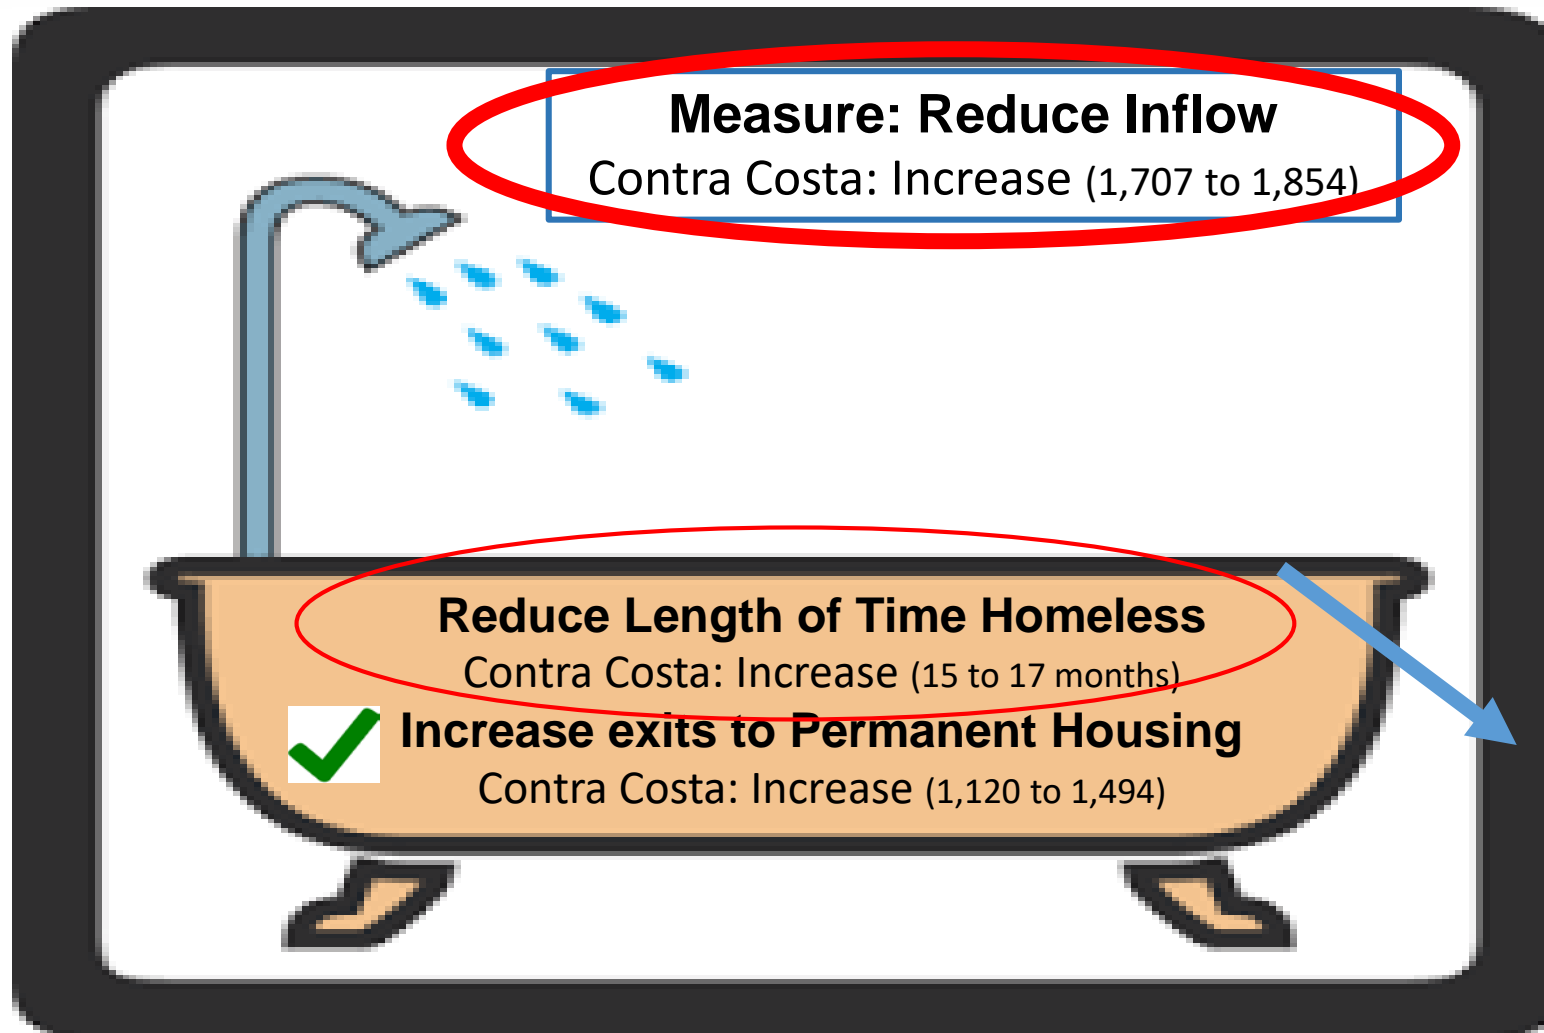 Measure: Reduce Inflow
Contra Costa: Increase (1,707 to 1,854)
Reduce Length of Time Homeless
Contra Costa: Increase (15 to 17 months)
Increase exits to Permanent Housing
Contra Costa: Increase (1,120 to 1,494)